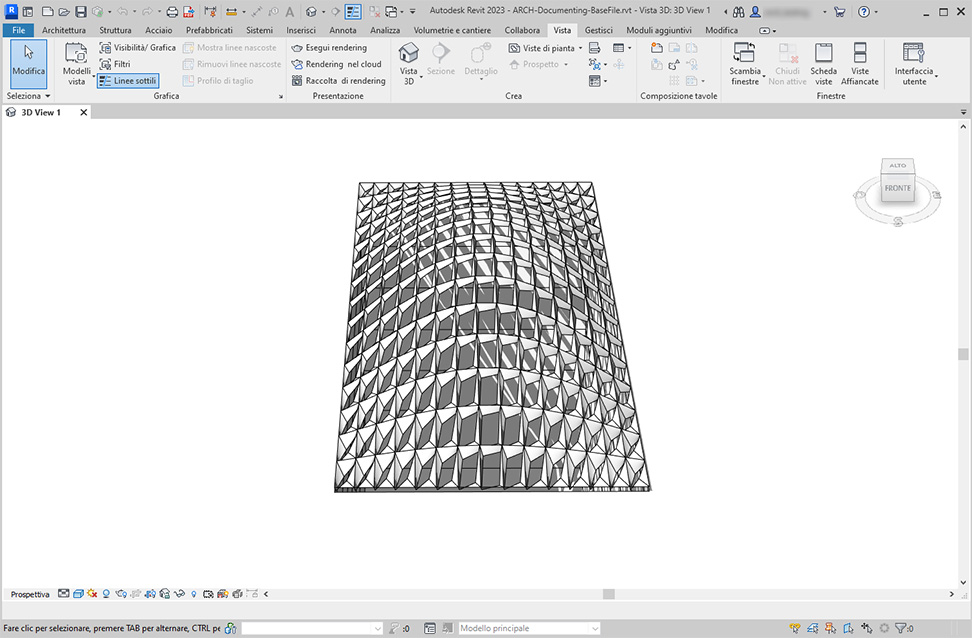 Autodesk Revit 2023 - ARCH-Documenting-BaseFile.rvt - Vista 3D: 3D View 1
File Architettura Struttura Acciaio Prefabbricati Sistemi Inserisci Annota Analizza Volumetrie e cantiere Collabora Vista Gestisci Moduli aggiuntivi Modifica
Modifica
Seleziona
Modelli vista
Visibilità/ Grafica
Filtri
Linee sottili
Mostra linee nascoste
Rimuovi linee nascoste
Profilo di taglio
Grafica
Esegui rendering
Rendering nel cloud
Raccolta di rendering
Presentazione
Vista 3D
Sezione
Dettaglio
Viste di pianta
Prospetto
Crea
Composizione tavole
Scambia finestre
Chiudi Non attive
Scheda viste
Viste Affiancate
Finestre
Interfaccia utente
3D View 1
ALTO
FRONTE
Prospettiva
Fare clic per selezionare, premere TAB per alternare, CTRL pe
:0
Modello principale
:0